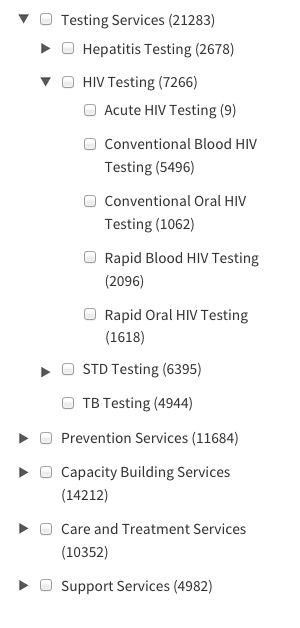 Testing Services (21283)
Hepatitis Testing (2678)
HIV Testing (7266)
Acute HIV Testing (9)
Conventional Blood HIV
Testing (5496)
Conventional Oral HIV
Testing (1062)
Rapid Blood HIV Testing
(2096)
Rapid Oral HIV Testing
(1618)
STD Testing (6395)
TB Testing (4944)
Prevention Services (11684)
Capacity Building Services
(14212)
Care and Treatment Services
(10352)
Support Services (4982)